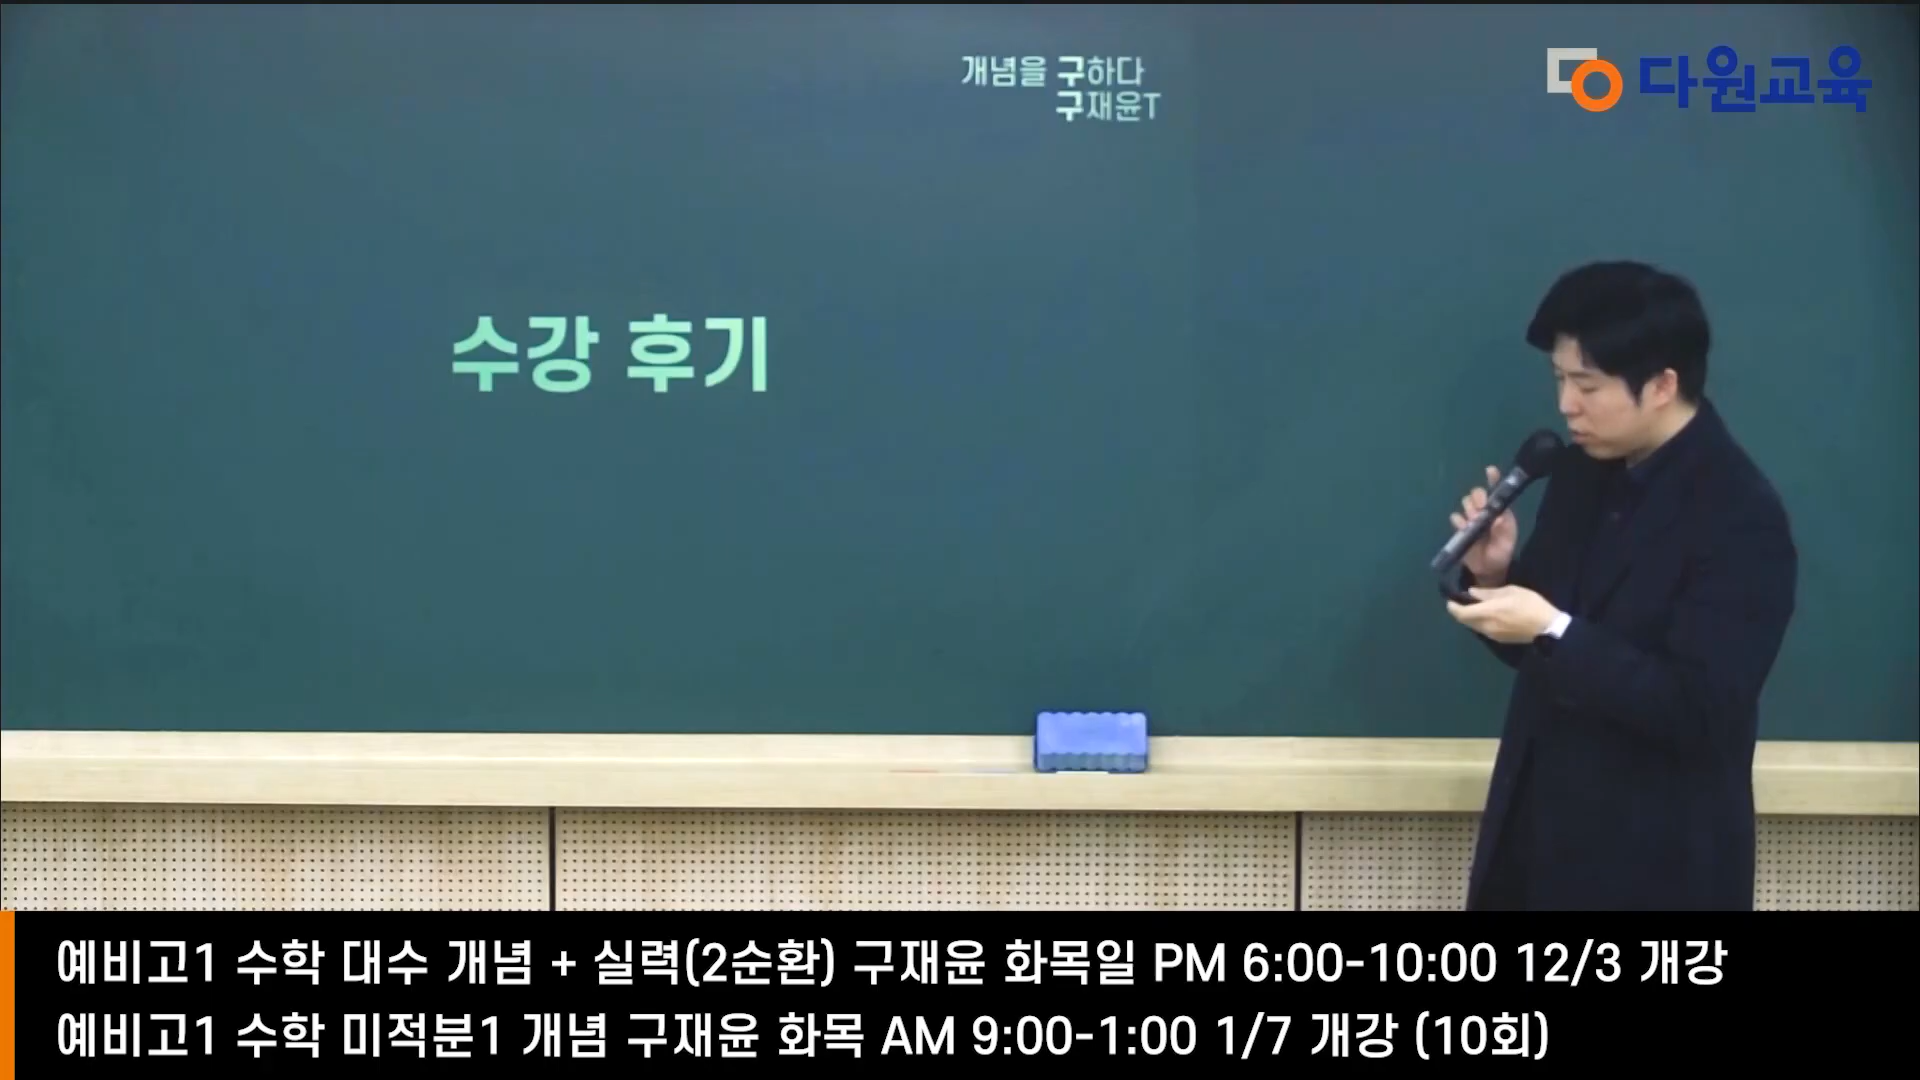 개념을 구하다
구재윤T
다원교육
수강 후기
예비고1 수학 대수 개념 + 실력(2순환) 구재윤 화목일 PM 6:00-10:00 12/3 개강
예비고1 수학 미적분1 개념 구재윤 화목 AM 9:00-1:00 1/7 개강 (10회)